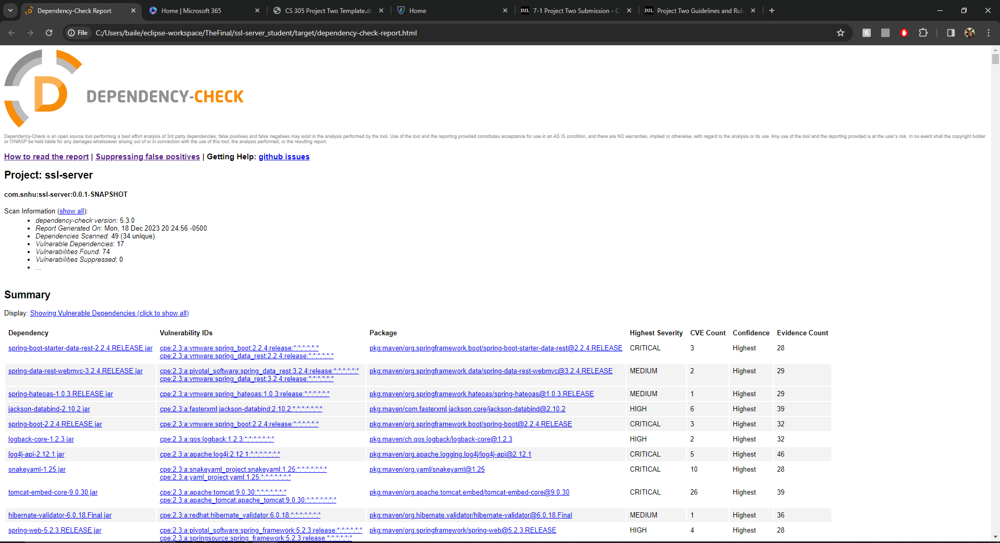 Dependency-Check Report
Home | Microsoft 365
CS 305 Project Two Template.do
Home
D2L 7-1 Project Two Submission - C
D2L Project Two Guidelines and Rub
File C:/Users/baile/eclipse-workspace/TheFinal/ssl-server_student/target/dependency-check-report.html
D DEPENDENCY-CHECK
Dependency-Check is an open source tool performing a best effort analysis of 3rd party dependencies; false positives and false negatives may exist in the analysis performed by the tool. Use of the tool and the reporting provided constitutes acceptance for use in an AS IS condition, and there are NO warranties, implied or otherwise, with regard to the analysis or its use. Any use of the tool and the reporting provided is at the user's risk. In no event shall the copyright holder
or OWASP be held liable for any damages whatsoever arising out of or in connection with the use of this tool, the analysis performed, or the resulting report.
How to read the report | Suppressing false positives | Getting Help: github issues
Project: ssl-server
com.snhu:ssl-server:0.0.1-SNAPSHOT
Scan Information (show all):
• dependency-check version: 5.3.0
• Report Generated On: Mon, 18 Dec 2023 20:24:56 -0500
• Dependencies Scanned: 49 (34 unique)
• Vulnerable Dependencies: 17
• Vulnerabilities Found: 74
• Vulnerabilities Suppressed: 0
• ...
Summary
Display: Showing Vulnerable Dependencies (click to show all)
Dependency Vulnerability IDs Package Highest Severity CVE Count Confidence Evidence Count
spring-boot-starter-data-rest-2.2.4.RELEASE.jar cpe:2.3:a:vmware:spring_boot:2.2.4:release:*:*:*:*:*:* pkg:maven/org.springframework.boot/spring-boot-starter-data-rest@2.2.4.RELEASE CRITICAL 3 Highest 28
cpe:2.3:a:vmware:spring_data_rest:2.2.4:release:*:*:*:*:*:*
spring-data-rest-webmvc-3.2.4.RELEASE.jar cpe:2.3:a:pivotal_software:spring_data_rest:3.2.4:release:*:*:*:*:*:* pkg:maven/org.springframework.data/spring-data-rest-webmvc@3.2.4.RELEASE MEDIUM 2 Highest 29
cpe:2.3:a:vmware:spring_data_rest:3.2.4:release:*:*:*:*:*:*
spring-hateoas-1.0.3.RELEASE.jar cpe:2.3:a:vmware:spring_hateoas:1.0.3:release:*:*:*:*:*:* pkg:maven/org.springframework.hateoas/spring-hateoas@1.0.3.RELEASE MEDIUM 1 Highest 29
jackson-databind-2.10.2.jar cpe:2.3:a:fasterxml:jackson-databind:2.10.2:*:*:*:*:*:*:* pkg:maven/com.fasterxml.jackson.core/jackson-databind@2.10.2 HIGH 6 Highest 39
spring-boot-2.2.4.RELEASE.jar cpe:2.3:a:vmware:spring_boot:2.2.4:release:*:*:*:*:*:* pkg:maven/org.springframework.boot/spring-boot@2.2.4.RELEASE CRITICAL 3 Highest 32
logback-core-1.2.3.jar cpe:2.3:a:qos:logback:1.2.3:*:*:*:*:*:*:* pkg:maven/ch.qos.logback/logback-core@1.2.3 HIGH 2 Highest 32
log4j-api-2.12.1.jar cpe:2.3:a:apache:log4j:2.12.1:*:*:*:*:*:*:* pkg:maven/org.apache.logging.log4j/log4j-api@2.12.1 CRITICAL 5 Highest 46
snakeyaml-1.25.jar cpe:2.3:a:snakeyaml_project:snakeyaml:1.25:*:*:*:*:*:*:* pkg:maven/org.yaml/snakeyaml@1.25 CRITICAL 10 Highest 28
cpe:2.3:a:yaml_project:yaml:1.25:*:*:*:*:*:*:*
tomcat-embed-core-9.0.30.jar cpe:2.3:a:apache:tomcat:9.0.30:*:*:*:*:*:*:* pkg:maven/org.apache.tomcat.embed/tomcat-embed-core@9.0.30 CRITICAL 26 Highest 39
cpe:2.3:a:apache_tomcat:apache_tomcat:9.0.30:*:*:*:*:*:*:*
hibernate-validator-6.0.18.Final.jar cpe:2.3:a:redhat:hibernate_validator:6.0.18:*:*:*:*:*:*:* pkg:maven/org.hibernate.validator/hibernate-validator@6.0.18.Final MEDIUM 1 Highest 36
spring-web-5.2.3.RELEASE.jar cpe:2.3:a:pivotal_software:spring_framework:5.2.3:release:*:*:*:*:*:* pkg:maven/org.springframework/spring-web@5.2.3.RELEASE HIGH 4 Highest 28
cpe:2.3:a:springsource:spring_framework:5.2.3:release:*:*:*:*:*:*